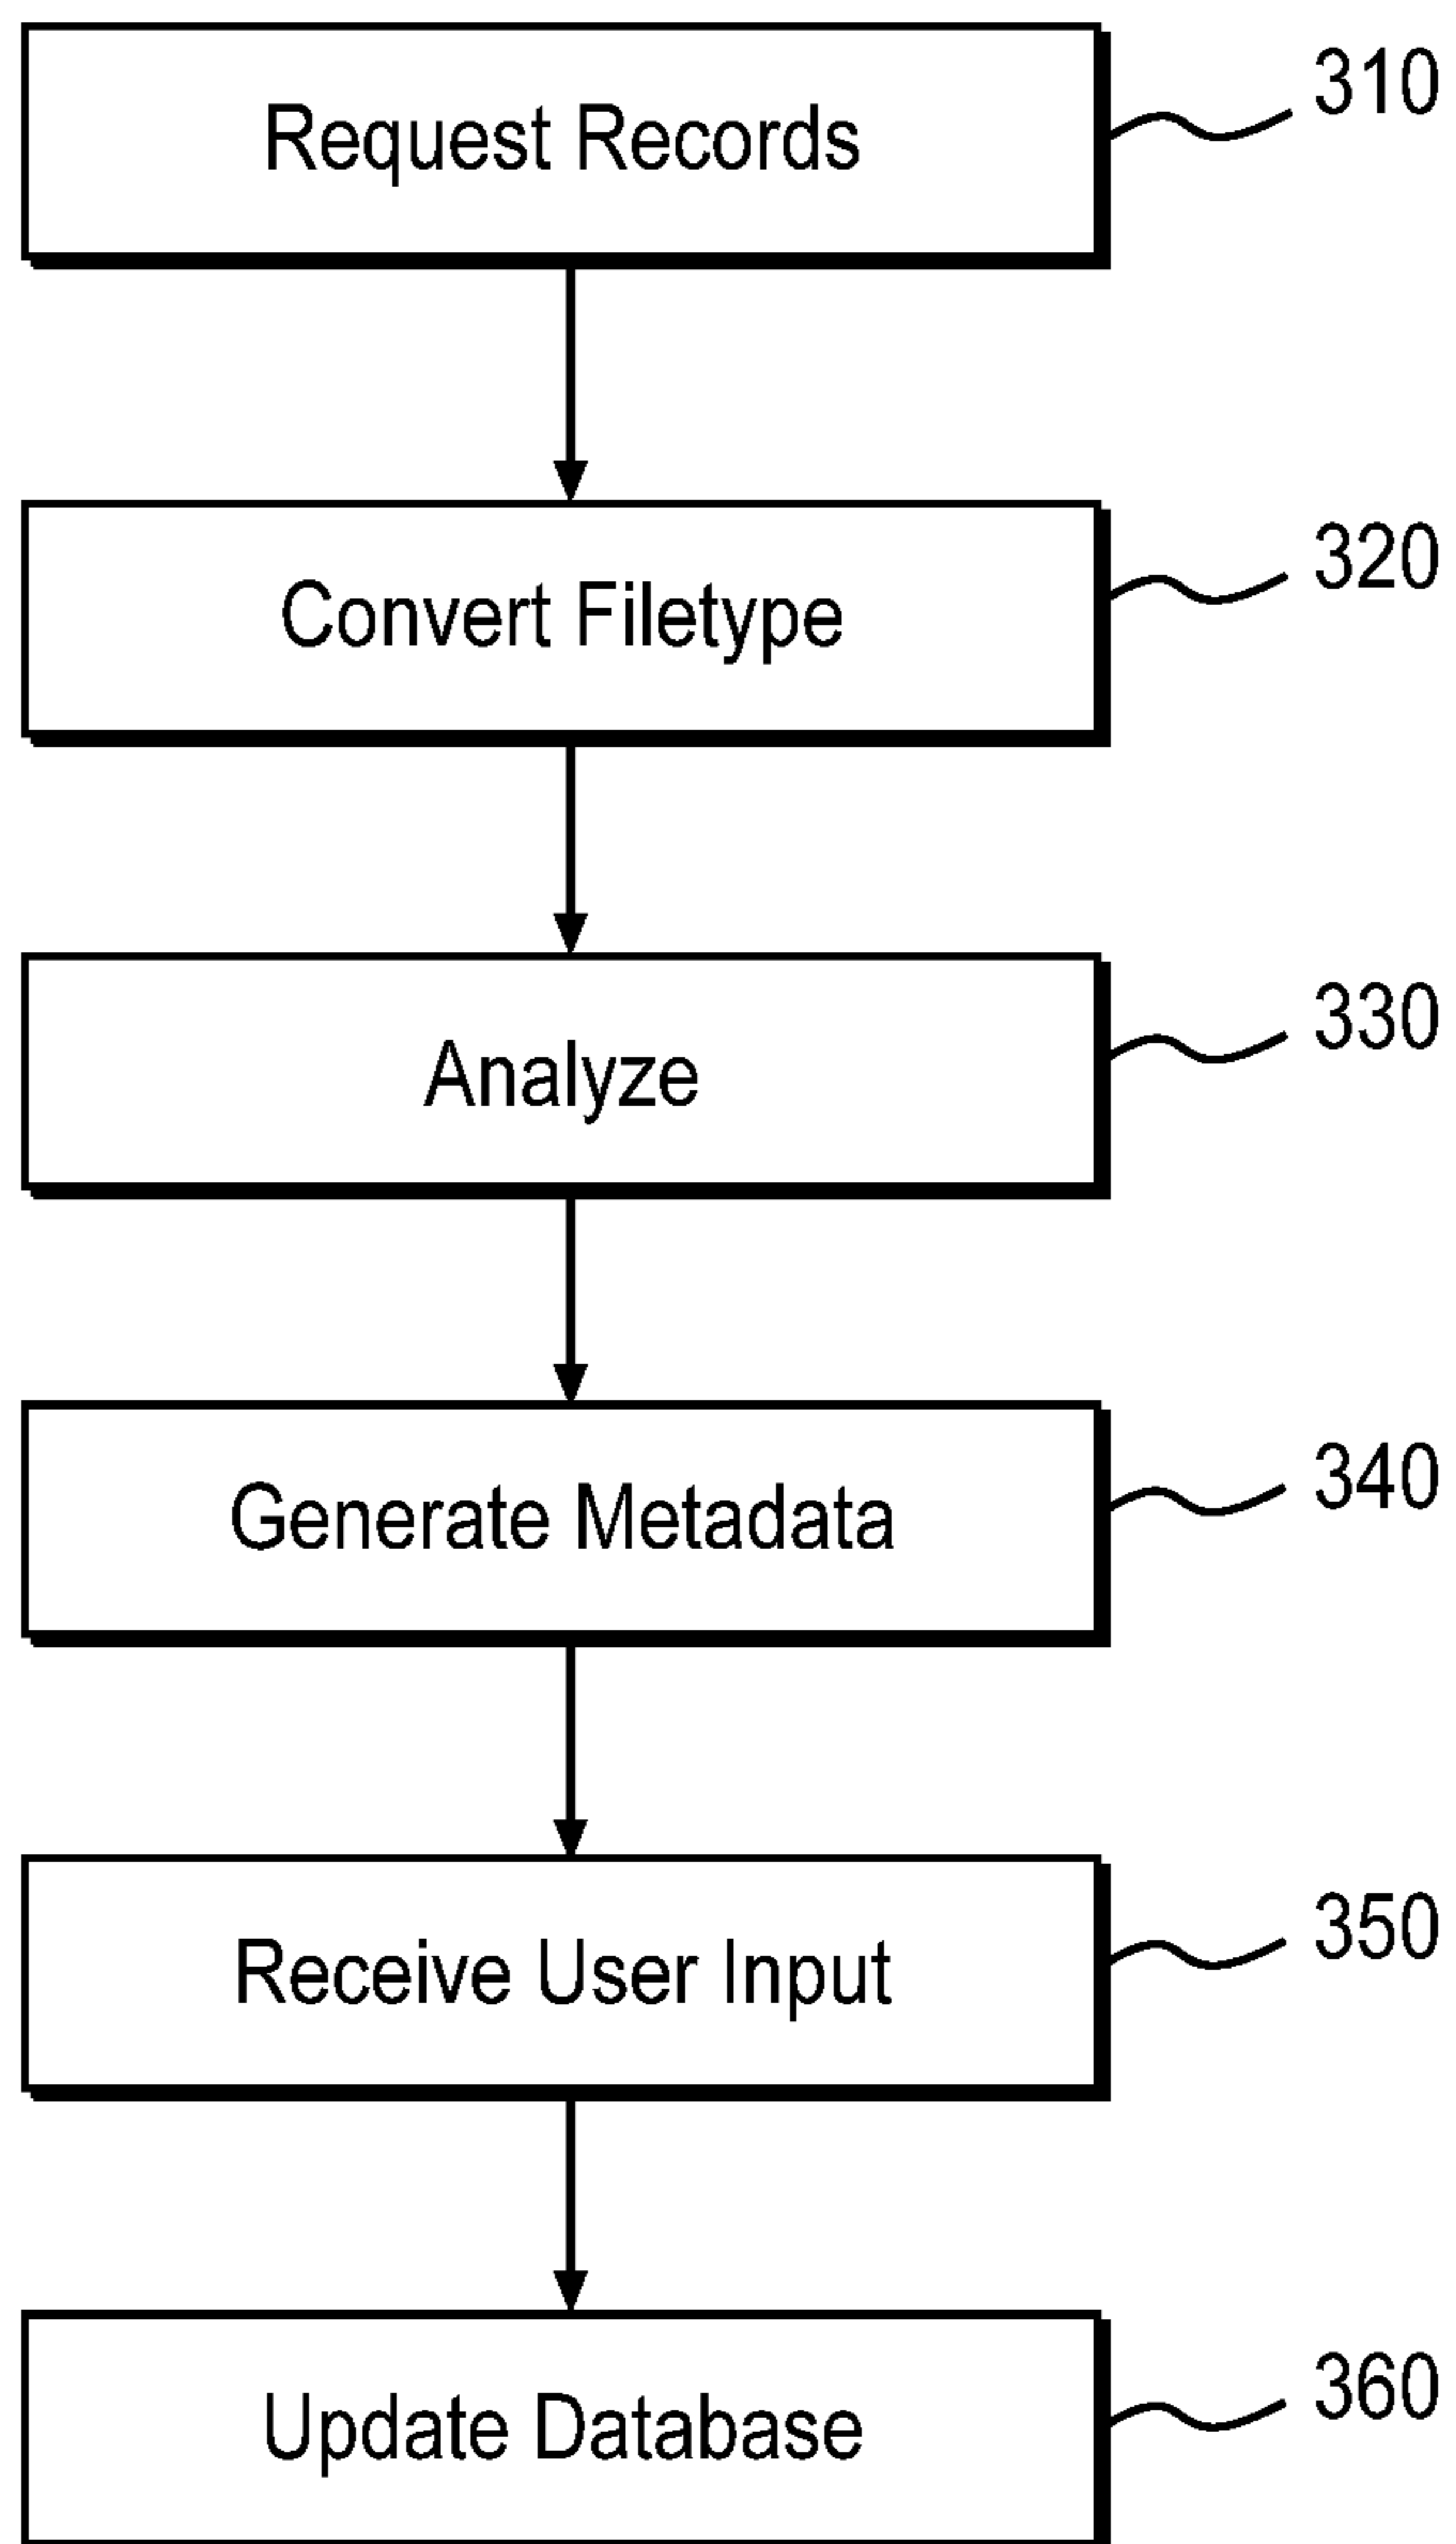 Request Records
310
Convert Filetype
320
Analyze
330
Generate Metadata
340
Receive User Input
350
Update Database
360